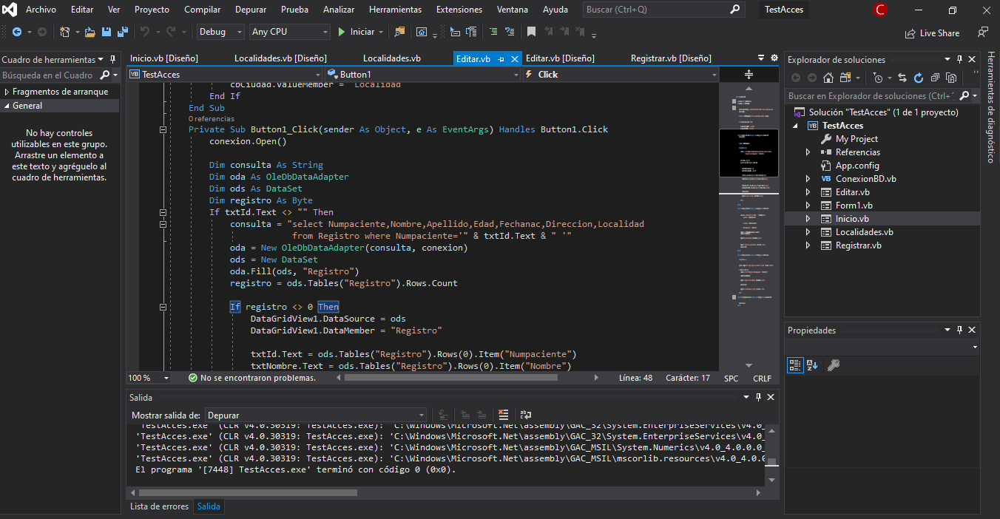 Archivo Editar Ver Proyecto Compilar Depurar Prueba Analizar Herramientas Extensiones Ventana Ayuda Buscar (Ctrl+Q) TestAcces C
Debug Any CPU Iniciar Live Share
Cuadro de herramientas
Búsqueda en el Cuadro
Fragmentos de arranque
General
No hay controles
utilizables en este grupo.
Arrastre un elemento a
este texto y agréguelo al
cuadro de herramientas.
Inicio.vb [Diseño] Localidades.vb [Diseño] Localidades.vb Editar.vb Editar.vb [Diseño] Registrar.vb [Diseño]
VB TestAcces Button1 Click
cbCiudad.ValueMember = "Localidad"
End If
End Sub
0 referencias
Private Sub Button1_Click(sender As Object, e As EventArgs) Handles Button1.Click
conexion.Open()
Dim consulta As String
Dim oda As OleDbDataAdapter
Dim ods As DataSet
Dim registro As Byte
If txtId.Text <> "" Then
consulta = "select Numpaciente,Nombre,Apellido,Edad,Fechanac,Direccion,Localidad
from Registro where Numpaciente='" & txtId.Text & " '"
oda = New OleDbDataAdapter(consulta, conexion)
ods = New DataSet
oda.Fill(ods, "Registro")
registro = ods.Tables("Registro").Rows.Count
If registro <> 0 Then
DataGridView1.DataSource = ods
DataGridView1.DataMember = "Registro"
txtId.Text = ods.Tables("Registro").Rows(0).Item("Numpaciente")
txtNombre.Text = ods.Tables("Registro").Rows(0).Item("Nombre")
100 % No se encontraron problemas. Línea: 48 Carácter: 17 SPC CRLF
Salida
Mostrar salida de: Depurar
'TestAcces.exe' (CLR v4.0.30319: TestAcces.exe): 'C:\Windows\Microsoft.Net\assembly\GAC_32\System.EnterpriseServices\v4.0_
'TestAcces.exe' (CLR v4.0.30319: TestAcces.exe): 'C:\Windows\Microsoft.Net\assembly\GAC_32\System.EnterpriseServices\v4.0_
'TestAcces.exe' (CLR v4.0.30319: TestAcces.exe): 'C:\Windows\Microsoft.Net\assembly\GAC_MSIL\System.Numerics\v4.0_4.0.0.0_
'TestAcces.exe' (CLR v4.0.30319: TestAcces.exe): 'C:\Windows\Microsoft.Net\assembly\GAC_MSIL\mscorlib.resources\v4.0_4.0.0
El programa '[7448] TestAcces.exe' terminó con código 0 (0x0).
Lista de errores Salida
Explorador de soluciones
Buscar en Explorador de soluciones (Ctrl+
Solución "TestAcces" (1 de 1 proyecto)
VB TestAcces
My Project
Referencias
App.config
VB ConexionBD.vb
Editar.vb
Form1.vb
Inicio.vb
Localidades.vb
Registrar.vb
Propiedades
Herramientas de diagnóstico